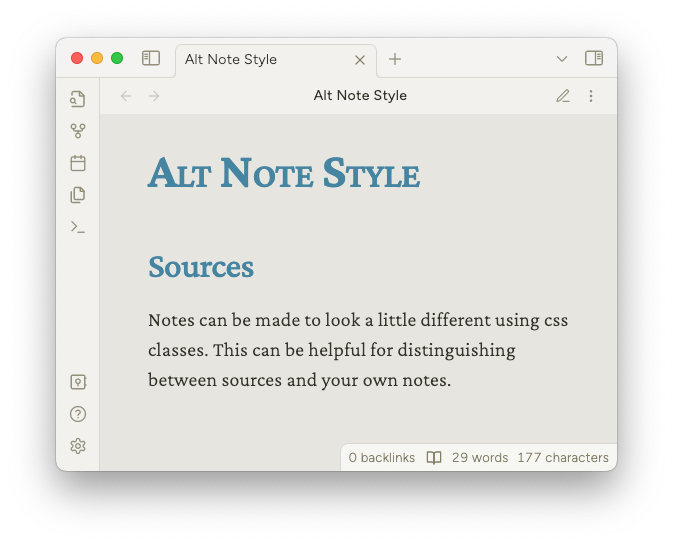 Alt Note Style
Alt Note Style
Alt Note Style
Sources
Notes can be made to look a little different using css
classes. This can be helpful for distinguishing
between sources and your own notes.
0 backlinks 29 words 177 characters